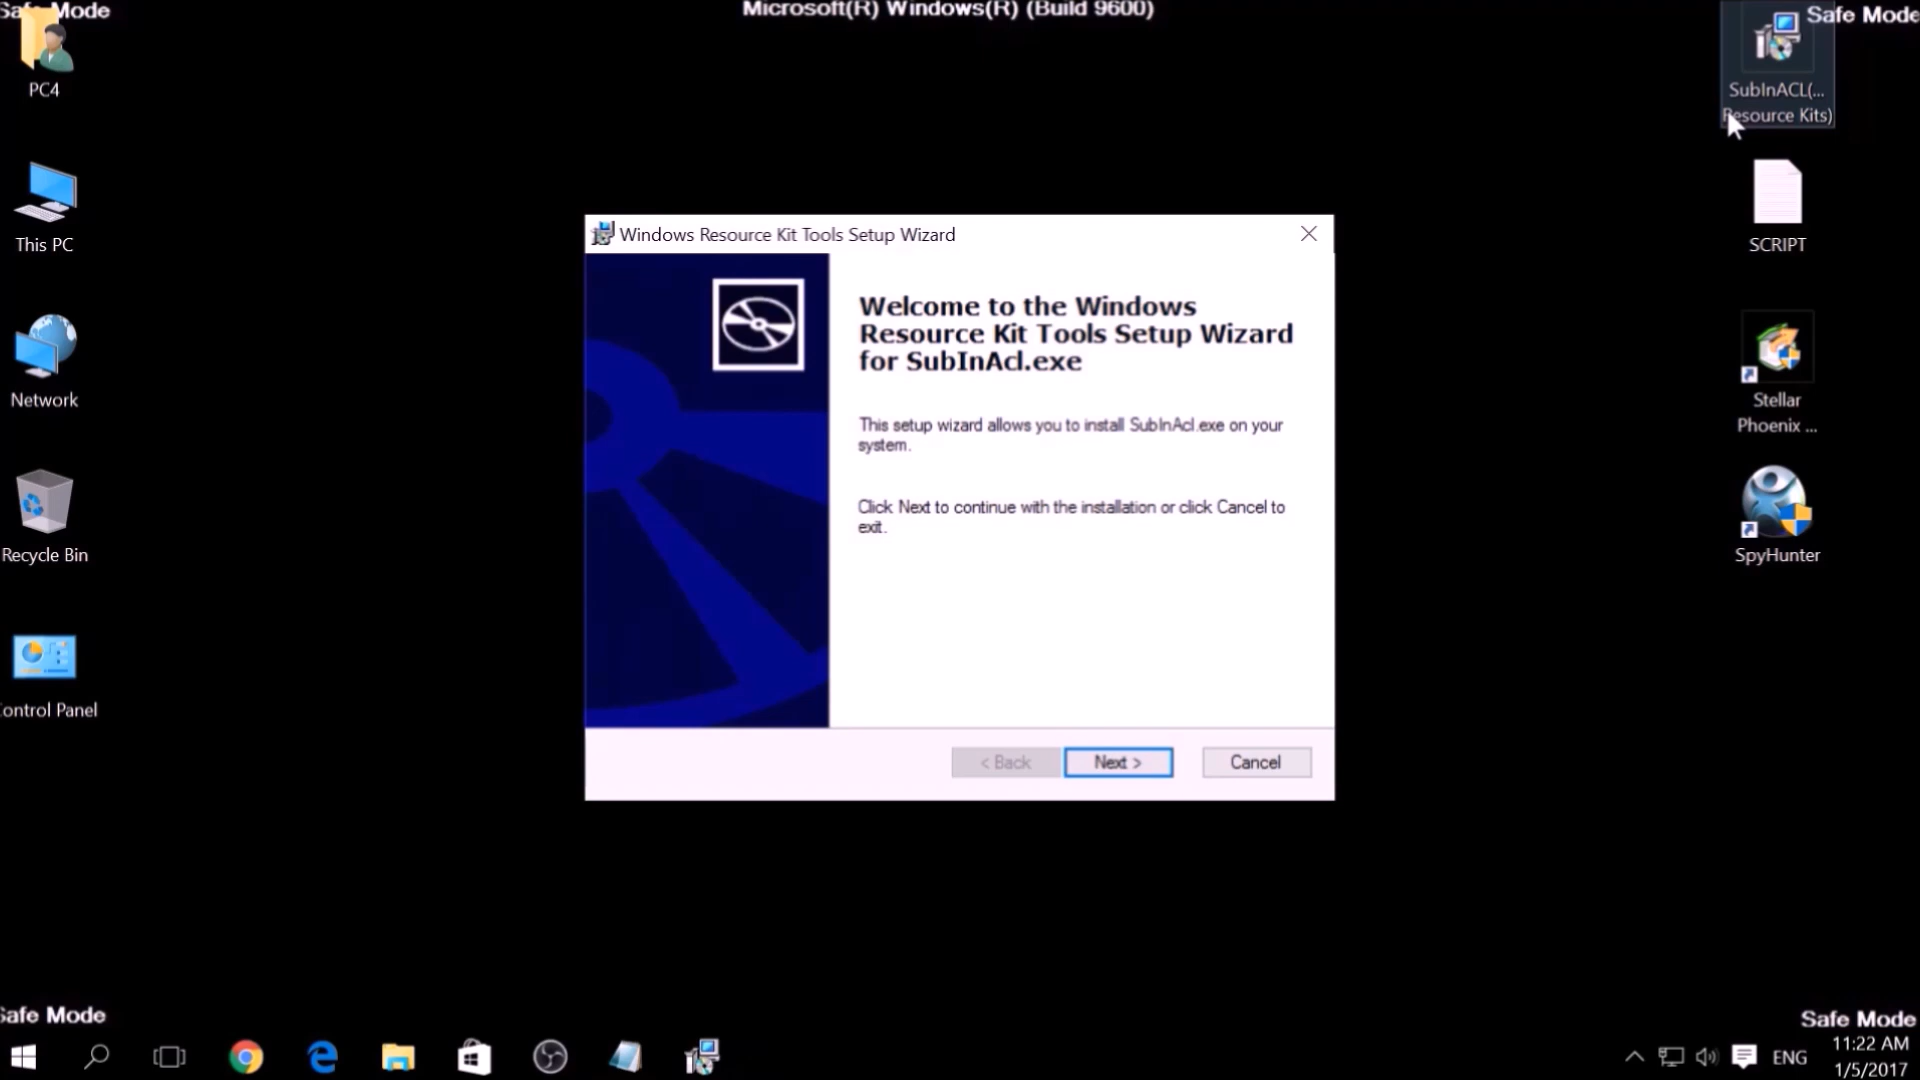 Safe Mode
Microsoft(R) Windows(R) (Build 9600)
Safe Mode
PC4
This PC
Network
Recycle Bin
Control Panel
SubInACL(...
Resource Kits)
SCRIPT
Stellar
Phoenix ...
SpyHunter
Windows Resource Kit Tools Setup Wizard
Welcome to the Windows
Resource Kit Tools Setup Wizard
for SubInAcl.exe
This setup wizard allows you to install SubInAcl.exe on your
system.
Click Next to continue with the installation or click Cancel to
exit.
< Back
Next >
Cancel
Safe Mode
Safe Mode
ENG
11:22 AM
1/5/2017